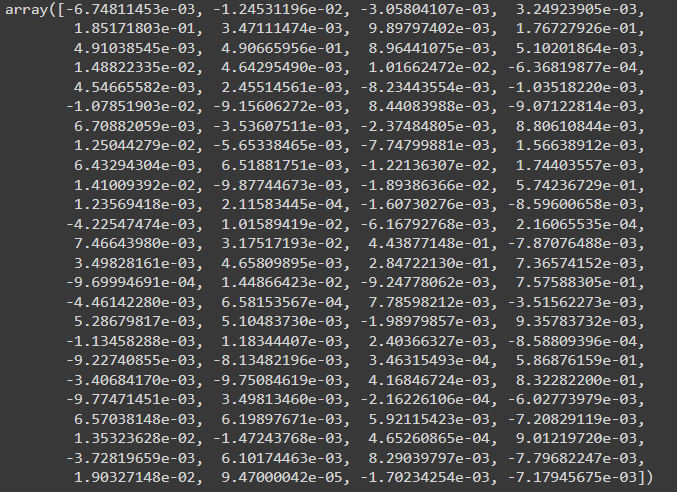 array([-6.74811453e-03, -1.24531196e-02, -3.05804107e-03, 3.24923905e-03,
1.85171803e-01, 3.47111474e-03, 9.89797402e-03, 1.76727926e-01,
4.91038545e-03, 4.90665956e-01, 8.96441075e-03, 5.10201864e-03,
1.48822335e-02, 4.64295490e-03, 1.01662472e-02, -6.36819877e-04,
4.54665582e-03, 2.45514561e-03, -8.23443554e-03, -1.03518220e-03,
-1.07851903e-02, -9.15606272e-03, 8.44083988e-03, -9.07122814e-03,
6.70882059e-03, -3.53607511e-03, -2.37484805e-03, 8.80610844e-03,
1.25044279e-02, -5.65338465e-03, -7.74799881e-03, 1.56638912e-03,
6.43294304e-03, 6.51881751e-03, -1.22136307e-02, 1.74403557e-03,
1.41009392e-02, -9.87744673e-03, -1.89386366e-02, 5.74236729e-01,
1.23569418e-03, 2.11583445e-04, -1.60730276e-03, -8.59600658e-03,
-4.22547474e-03, 1.01589419e-02, -6.16792768e-03, 2.16065535e-04,
7.46643980e-03, 3.17517193e-02, 4.43877148e-01, -7.87076488e-03,
3.49828161e-03, 4.65809895e-03, 2.84722130e-01, 7.36574152e-03,
-9.69994691e-04, 1.44866423e-02, -9.24778062e-03, 7.57588305e-01,
-4.46142280e-03, 6.58153567e-04, 7.78598212e-03, -3.51562273e-03,
5.28679817e-03, 5.10483730e-03, -1.98979857e-03, 9.35783732e-03,
-1.13458288e-03, 1.18344407e-03, 2.40366327e-03, -8.58809396e-04,
-9.22740855e-03, -8.13482196e-03, 3.46315493e-04, 5.86876159e-01,
-3.40684170e-03, -9.75084619e-03, 4.16846724e-03, 8.32282200e-01,
-9.77471451e-03, 3.49813460e-03, -2.16226106e-04, -6.02773979e-03,
6.57038148e-03, 6.19897671e-03, 5.92115423e-03, -7.20829119e-03,
1.35323628e-02, -1.47243768e-03, 4.65260865e-04, 9.01219720e-03,
-3.72819659e-03, 6.10174463e-03, 8.29039797e-03, -7.79682247e-03,
1.90327148e-02, 9.47000042e-05, -1.70234254e-03, -7.17945675e-03])